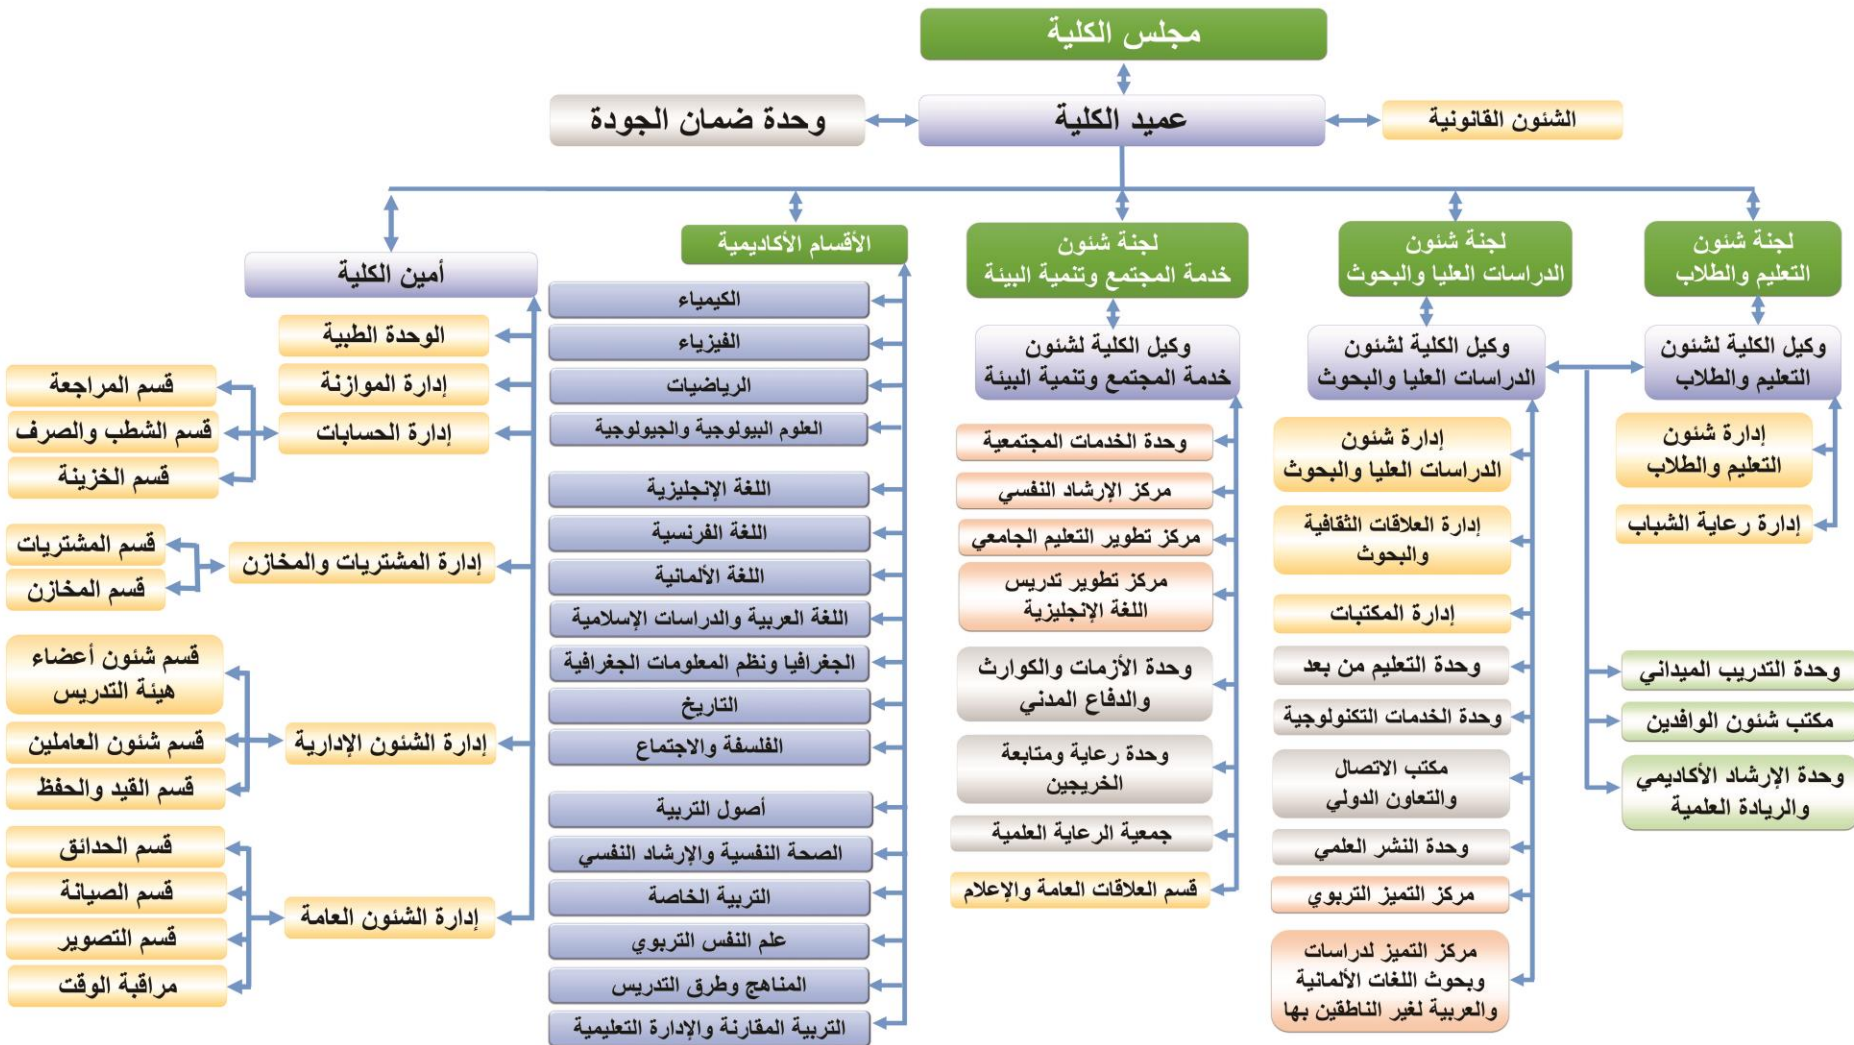 مجلس الكلية
الشئون القانونية
عميد الكلية
وحدة ضمان الجودة
لجنة شئون
التعليم والطلاب
وكيل الكلية لشئون
التعليم والطلاب
إدارة شئون
التعليم والطلاب
إدارة رعاية الشباب
وحدة التدريب الميداني
مكتب شئون الوافدين
وحدة الإرشاد الأكاديمي
والريادة العلمية
لجنة شئون
الدراسات العليا والبحوث
وكيل الكلية لشئون
الدراسات العليا والبحوث
إدارة شئون
الدراسات العليا والبحوث
إدارة العلاقات الثقافية
والبحوث
إدارة المكتبات
وحدة التعليم من بعد
وحدة الخدمات التكنولوجية
مكتب الاتصال
والتعاون الدولي
وحدة النشر العلمي
مركز التميز التربوي
مركز التميز لدراسات
وبحوث اللغات الألمانية
والعربية لغير الناطقين بها
لجنة شئون
خدمة المجتمع وتنمية البيئة
وكيل الكلية لشئون
خدمة المجتمع وتنمية البيئة
وحدة الخدمات المجتمعية
مركز الإرشاد النفسي
مركز تطوير التعليم الجامعي
مركز تطوير تدريس
اللغة الإنجليزية
وحدة الأزمات والكوارث
والدفاع المدني
وحدة رعاية ومتابعة
الخريجين
جمعية الرعاية العلمية
قسم العلاقات العامة والإعلام
الأقسام الأكاديمية
الكيمياء
الفيزياء
الرياضيات
العلوم البيولوجية والجيولوجية
اللغة الإنجليزية
اللغة الفرنسية
اللغة الألمانية
اللغة العربية والدراسات الإسلامية
الجغرافيا ونظم المعلومات الجغرافية
التاريخ
الفلسفة والاجتماع
أصول التربية
الصحة النفسية والإرشاد النفسي
التربية الخاصة
علم النفس التربوي
المناهج وطرق التدريس
التربية المقارنة والإدارة التعليمية
أمين الكلية
الوحدة الطبية
إدارة الموازنة
إدارة الحسابات
قسم المراجعة
قسم الشطب والصرف
قسم الخزينة
إدارة المشتريات والمخازن
قسم المشتريات
قسم المخازن
إدارة الشئون الإدارية
قسم شئون أعضاء
هيئة التدريس
قسم شئون العاملين
قسم القيد والحفظ
إدارة الشئون العامة
قسم الحدائق
قسم الصيانة
قسم التصوير
مراقبة الوقت